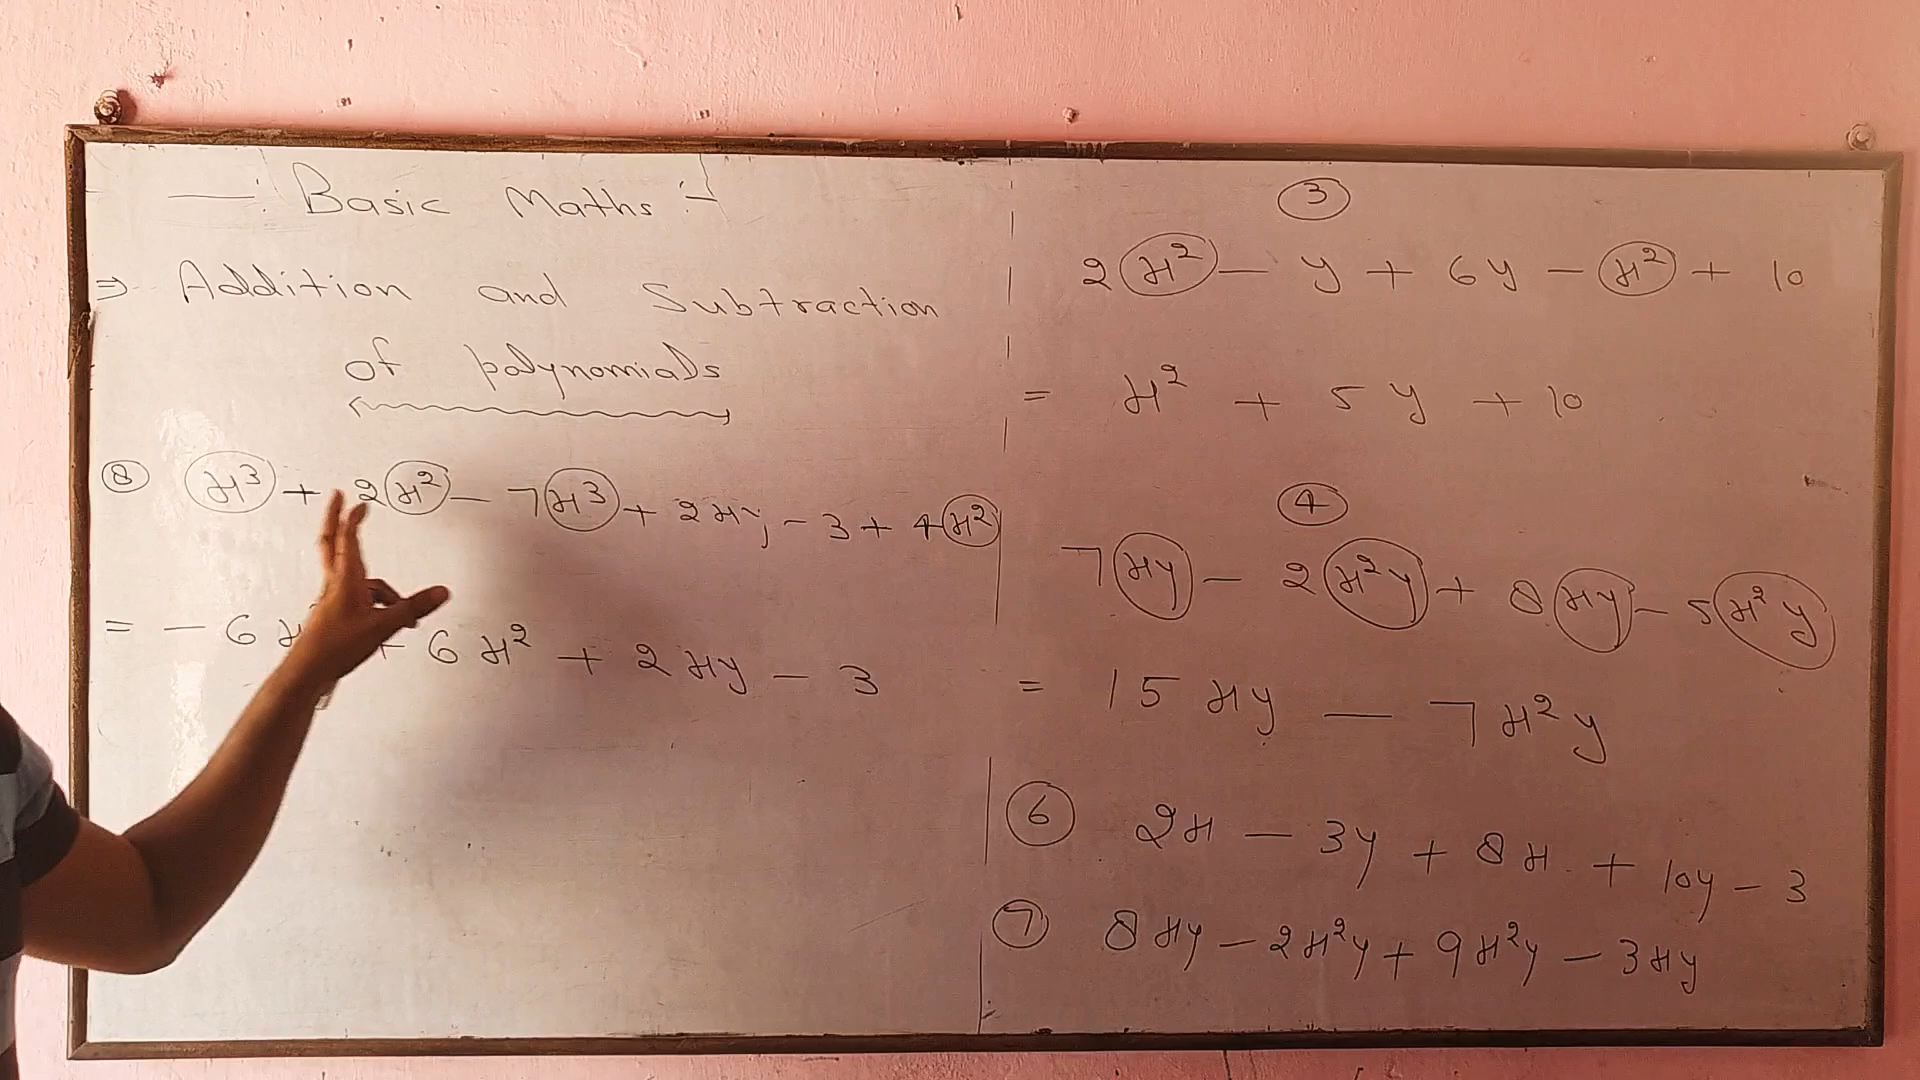 —: Basic Maths :-
⇒ Addition and Subtraction
of polynomials
⑧ x³ + 2x² - 7x³ + 2xy - 3 + 4x²
= - 6x + 6x² + 2xy - 3
③
2x² - y + 6y - x² + 10
= x² + 5y + 10
④
7xy - 2x²y + 8xy - 5x²y
= 15xy - 7x²y
⑥ 2x - 3y + 8x + 10y - 3
⑦ 8xy - 2x²y + 9x²y - 3xy